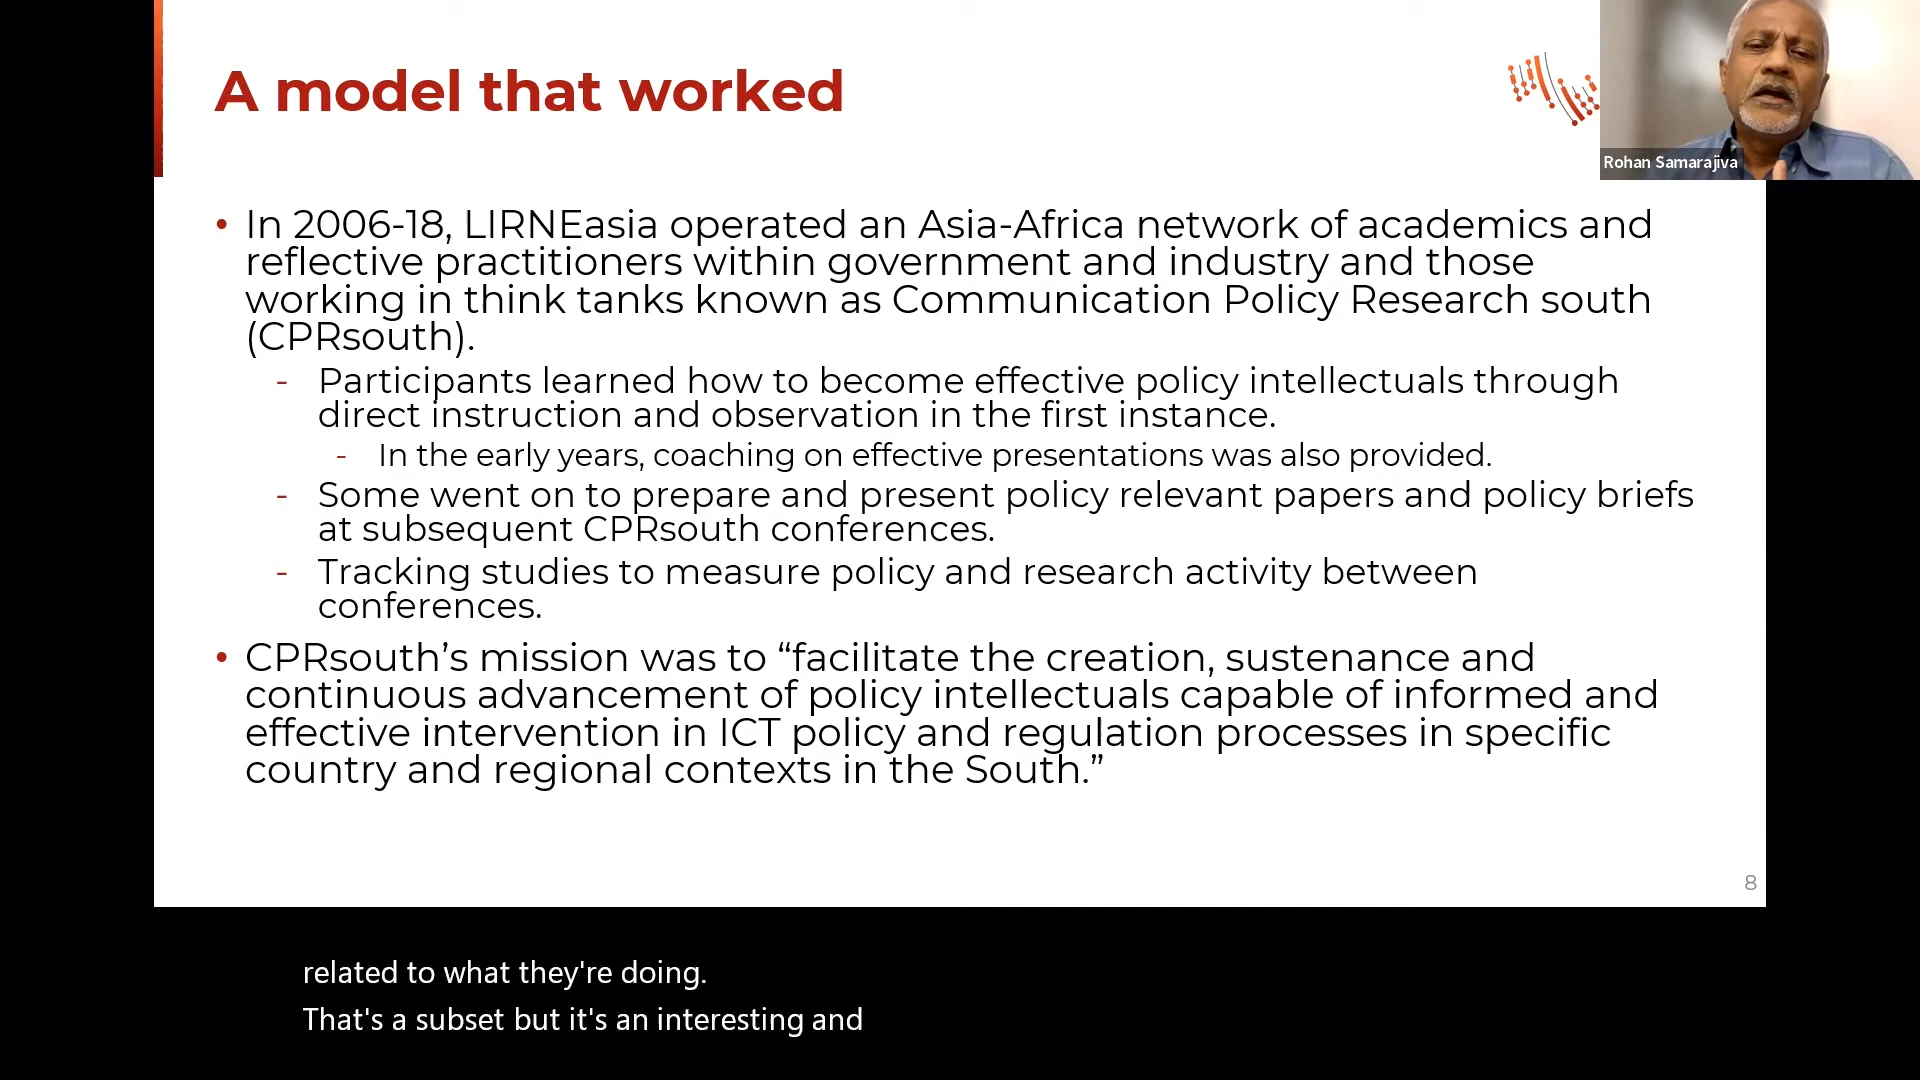 A model that worked
Rohan Samarajiva
• In 2006-18, LIRNEasia operated an Asia-Africa network of academics and
reflective practitioners within government and industry and those
working in think tanks known as Communication Policy Research south
(CPRsouth).
- Participants learned how to become effective policy intellectuals through
direct instruction and observation in the first instance.
- In the early years, coaching on effective presentations was also provided.
- Some went on to prepare and present policy relevant papers and policy briefs
at subsequent CPRsouth conferences.
- Tracking studies to measure policy and research activity between
conferences.
• CPRsouth’s mission was to “facilitate the creation, sustenance and
continuous advancement of policy intellectuals capable of informed and
effective intervention in ICT policy and regulation processes in specific
country and regional contexts in the South.”
8
related to what they're doing.
That's a subset but it's an interesting and